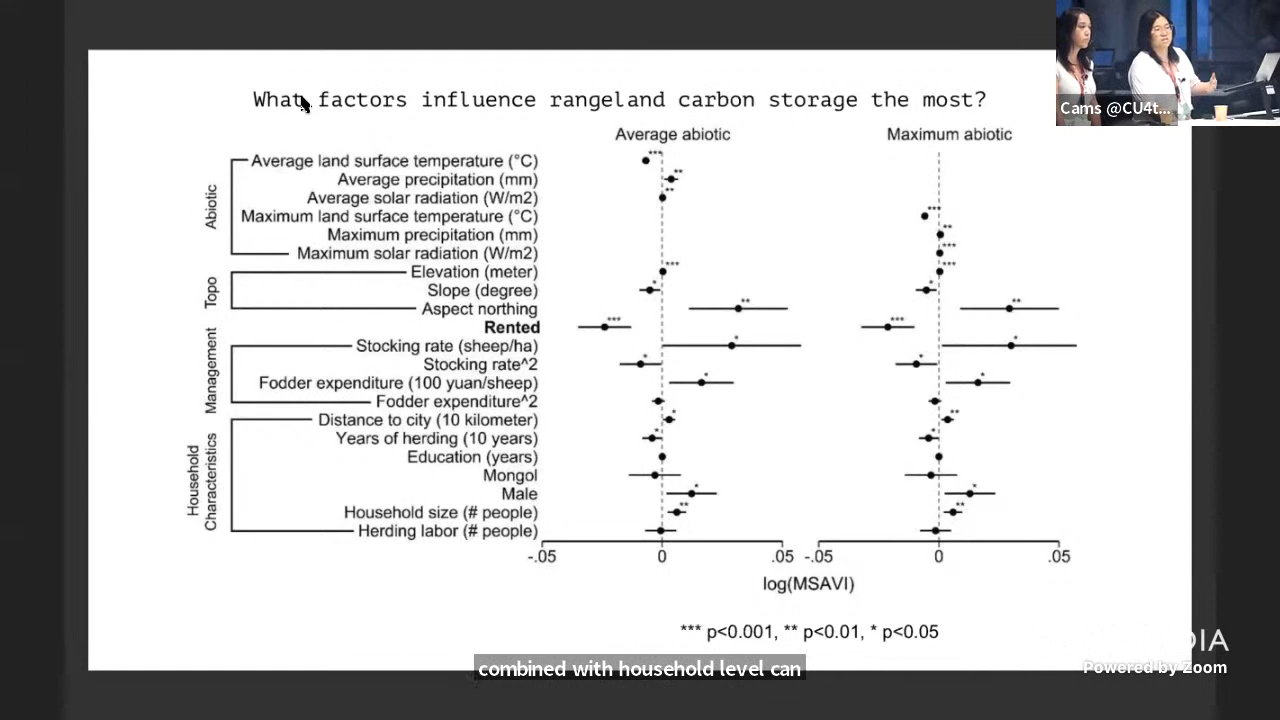 What factors influence rangeland carbon storage the most?
Cams @CU4t...
Average abiotic
Maximum abiotic
Abiotic
Average land surface temperature (°C)
***
Average precipitation (mm)
**
Average solar radiation (W/m2)
**
Maximum land surface temperature (°C)
***
Maximum precipitation (mm)
**
Maximum solar radiation (W/m2)
***
Topo
Elevation (meter)
*** ***
Slope (degree)
* *
Aspect northing
** **
Rented
*** ***
Management
Stocking rate (sheep/ha)
* *
Stocking rate^2
* *
Fodder expenditure (100 yuan/sheep)
* *
Fodder expenditure^2
Household
Characteristics
Distance to city (10 kilometer)
* **
Years of herding (10 years)
* *
Education (years)
Mongol
Male
* *
Household size (# people)
** **
Herding labor (# people)
-.05 0 .05 -.05 0 .05
log(MSAVI)
*** p<0.001, ** p<0.01, * p<0.05
combined with household level can
DIA
Powered by Zoom